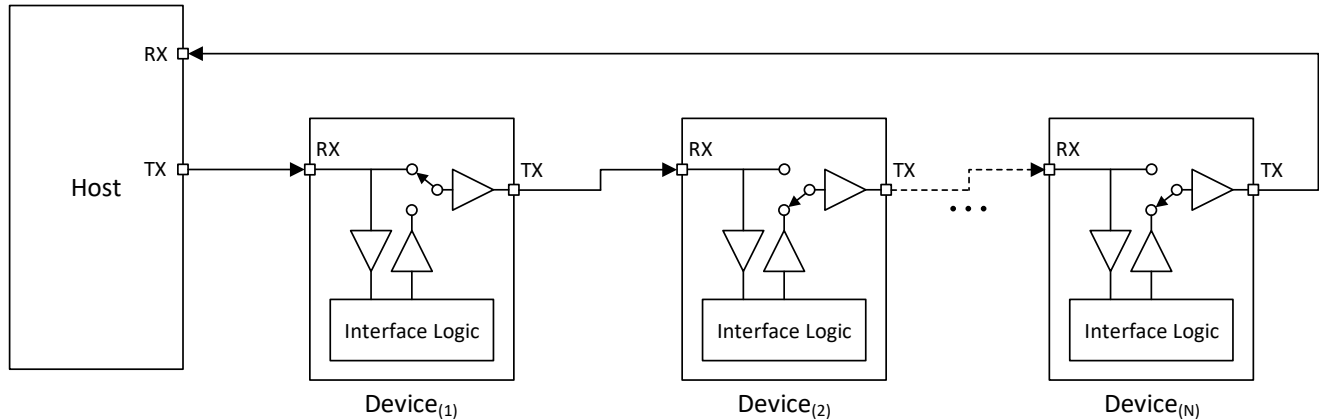 RX
TX
Host
RX
TX
Interface Logic
Device(1)
RX
TX
Interface Logic
Device(2)
...
RX
TX
Interface Logic
Device(N)